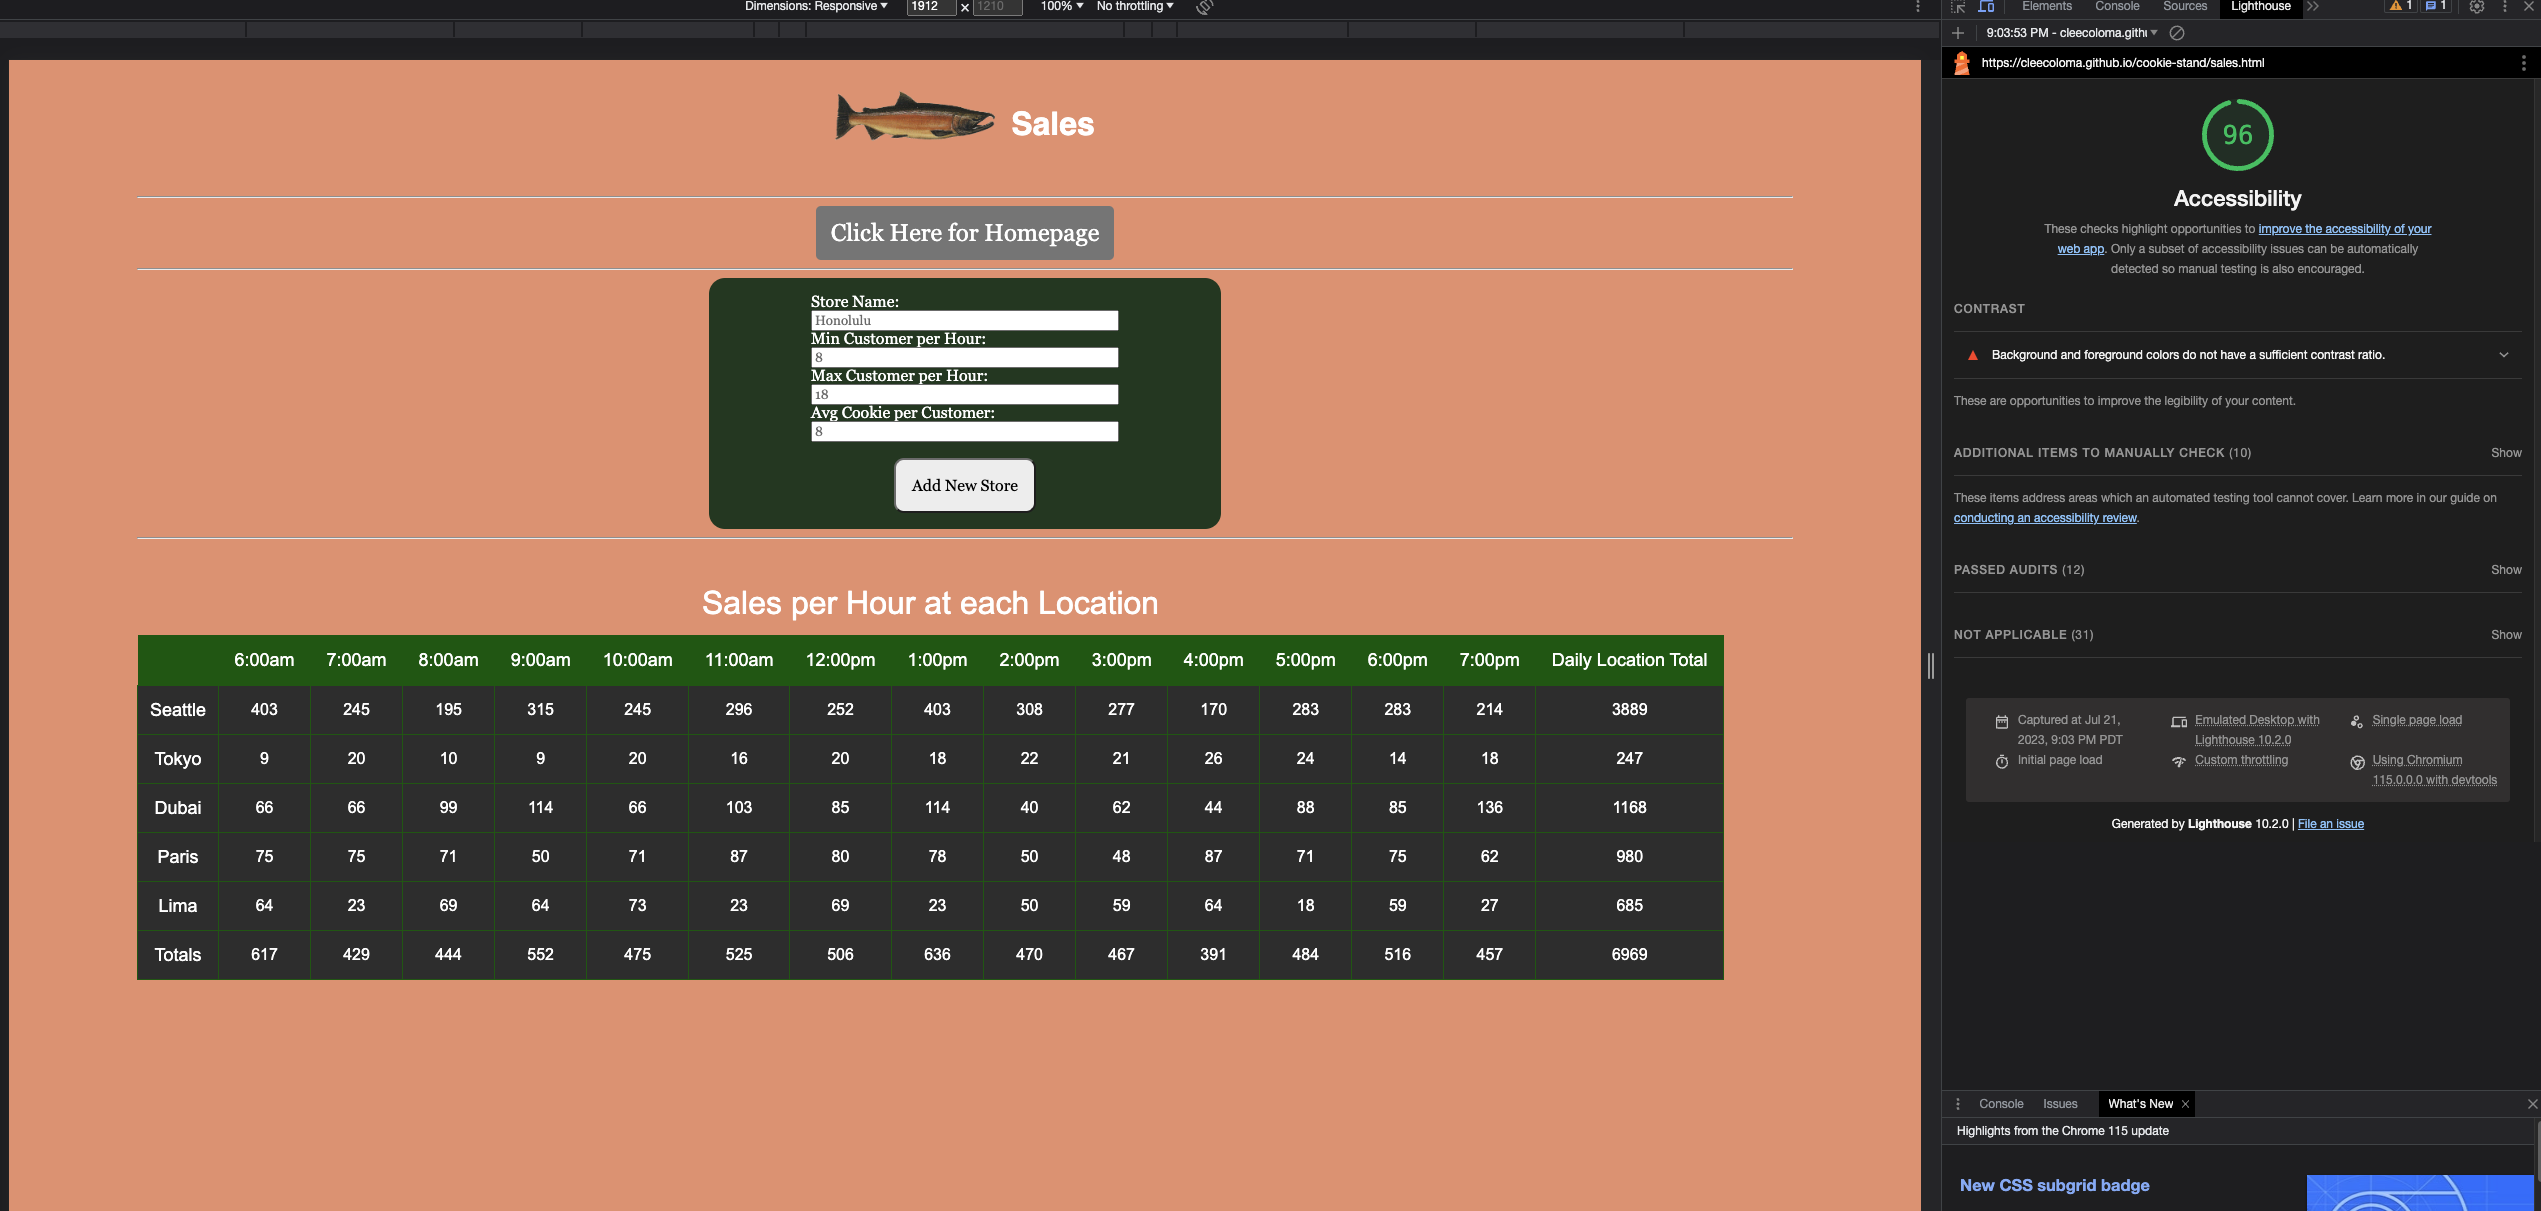 Dimensions: Responsive 1912 × 1210 100% No throttling
Sales
Click Here for Homepage
Store Name:
Honolulu
Min Customer per Hour:
8
Max Customer per Hour:
18
Avg Cookie per Customer:
8
Add New Store
Sales per Hour at each Location
6:00am 7:00am 8:00am 9:00am 10:00am 11:00am 12:00pm 1:00pm 2:00pm 3:00pm 4:00pm 5:00pm 6:00pm 7:00pm Daily Location Total
Seattle 403 245 195 315 245 296 252 403 308 277 170 283 283 214 3889
Tokyo 9 20 10 9 20 16 20 18 22 21 26 24 14 18 247
Dubai 66 66 99 114 66 103 85 114 40 62 44 88 85 136 1168
Paris 75 75 71 50 71 87 80 78 50 48 87 71 75 62 980
Lima 64 23 69 64 73 23 69 23 50 59 64 18 59 27 685
Totals 617 429 444 552 475 525 506 636 470 467 391 484 516 457 6969
Elements Console Sources Lighthouse 1 1
9:03:53 PM - cleecoloma.githu
https://cleecoloma.github.io/cookie-stand/sales.html
96
Accessibility
These checks highlight opportunities to improve the accessibility of your
web app. Only a subset of accessibility issues can be automatically
detected so manual testing is also encouraged.
CONTRAST
Background and foreground colors do not have a sufficient contrast ratio.
These are opportunities to improve the legibility of your content.
ADDITIONAL ITEMS TO MANUALLY CHECK (10) Show
These items address areas which an automated testing tool cannot cover. Learn more in our guide on
conducting an accessibility review.
PASSED AUDITS (12) Show
NOT APPLICABLE (31) Show
Captured at Jul 21,
2023, 9:03 PM PDT
Emulated Desktop with
Lighthouse 10.2.0
Single page load
Initial page load
Custom throttling
Using Chromium
115.0.0.0 with devtools
Generated by Lighthouse 10.2.0 | File an issue
Console Issues What's New
Highlights from the Chrome 115 update
New CSS subgrid badge